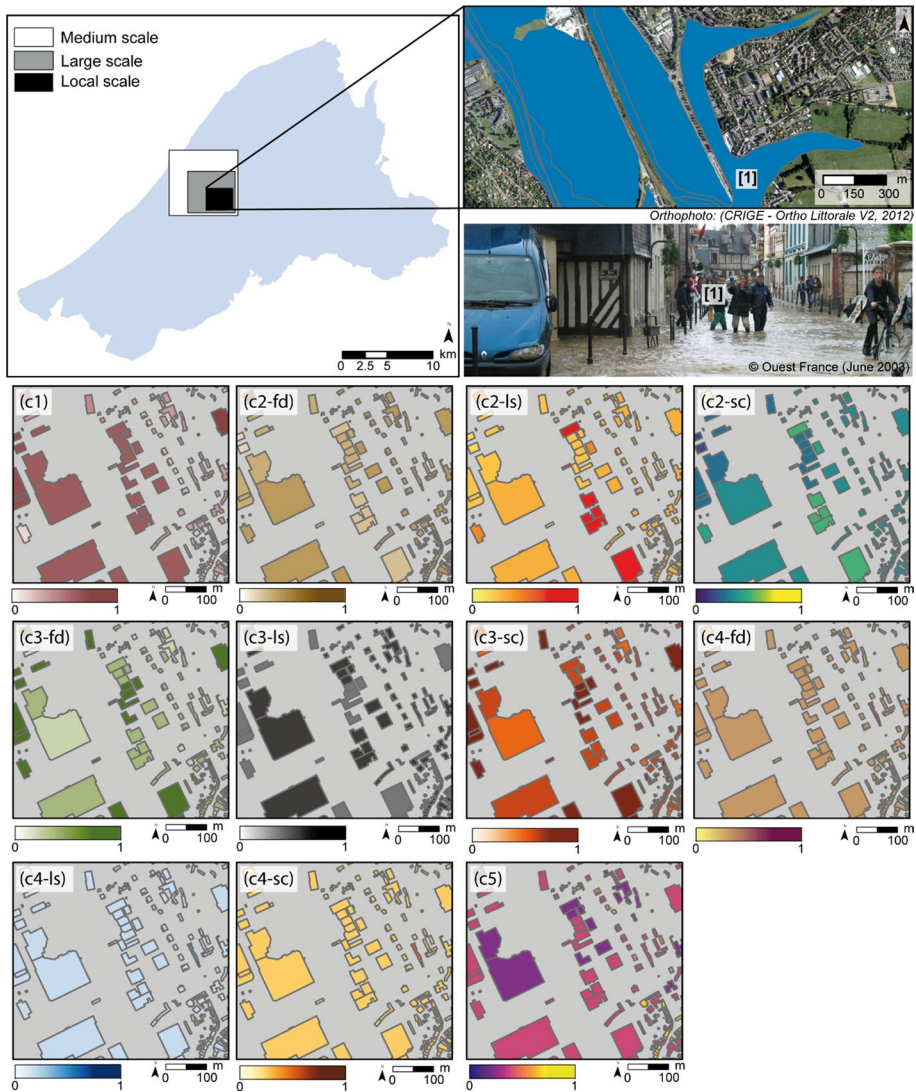 Medium scale
Large scale
Local scale
N
0 2.5 5 10
km
N
[1]
m
0 150 300
Orthophoto: (CRIGE - Ortho Littorale V2, 2012)
[1]
© Ouest France (June 2003)
(c1)
0 1
N
m
0 100
(c2-fd)
0 1
N
m
0 100
(c2-ls)
0 1
N
m
0 100
(c2-sc)
0 1
N
m
0 100
(c3-fd)
0 1
N
m
0 100
(c3-ls)
0 1
N
m
0 100
(c3-sc)
0 1
N
m
0 100
(c4-fd)
0 1
N
m
0 100
(c4-ls)
0 1
N
m
0 100
(c4-sc)
0 1
N
m
0 100
(c5)
0 1
N
m
0 100